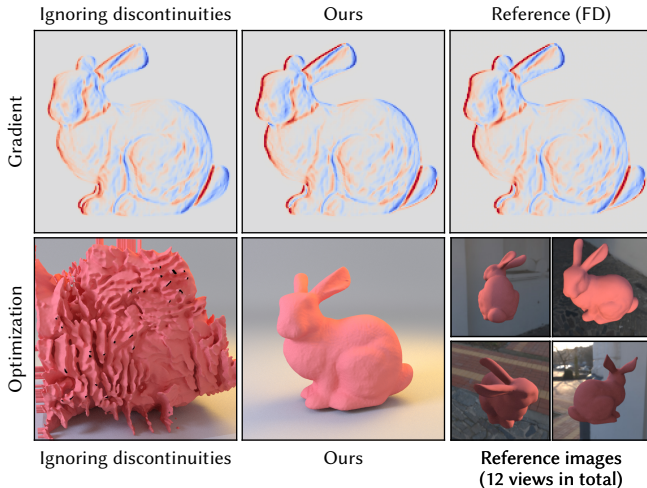 Ignoring discontinuities
Ours
Reference (FD)
Gradient
Optimization
Ignoring discontinuities
Ours
Reference images
(12 views in total)